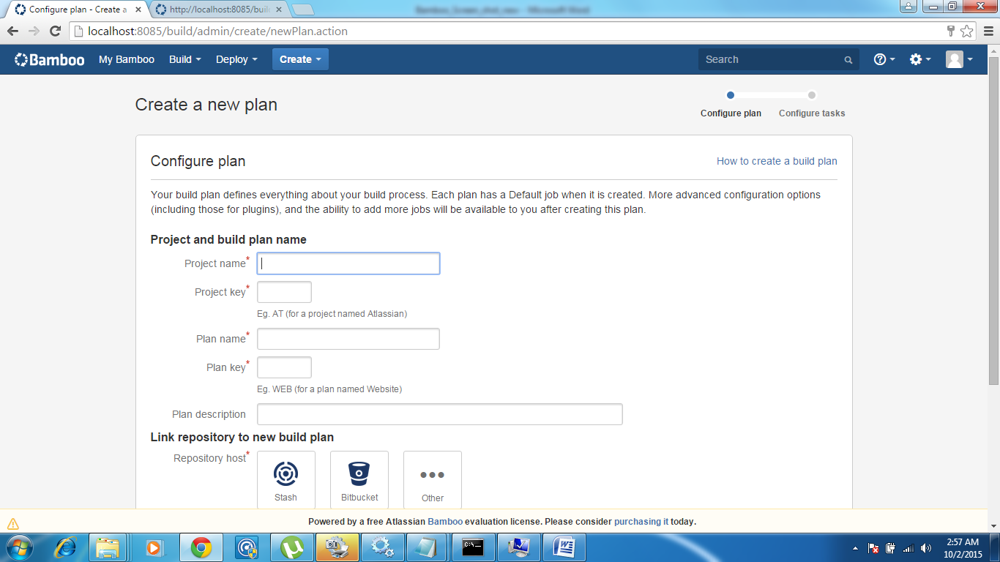 Configure plan - Create a
http://localhost:8085/build
Bamboo_Screen_shot_new - Microsoft Word
localhost:8085/build/admin/create/newPlan.action
Bamboo My Bamboo Build Deploy Create Search
Create a new plan
Configure plan Configure tasks
Configure plan
How to create a build plan
Your build plan defines everything about your build process. Each plan has a Default job when it is created. More advanced configuration options
(including those for plugins), and the ability to add more jobs will be available to you after creating this plan.
Project and build plan name
Project name*
Project key*
Eg. AT (for a project named Atlassian)
Plan name*
Plan key*
Eg. WEB (for a plan named Website)
Plan description
Link repository to new build plan
Repository host*
Stash Bitbucket Other
Powered by a free Atlassian Bamboo evaluation license. Please consider purchasing it today.
2:57 AM
10/2/2015